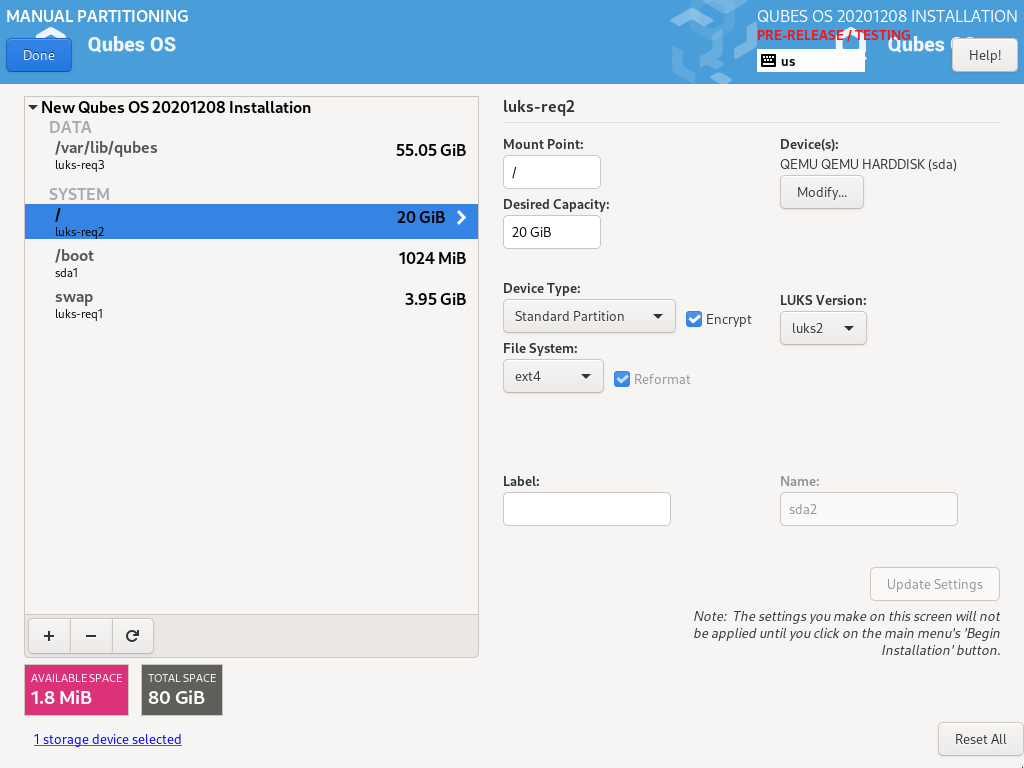 MANUAL PARTITIONING
QUBES OS 20201208 INSTALLATION
PRE-RELEASE / TESTING
Qubes OS
Qubes
Done
us
Help!
New Qubes OS 20201208 Installation
DATA
/var/lib/qubes
55.05 GiB
luks-req3
SYSTEM
/
20 GiB
luks-req2
/boot
1024 MiB
sda1
swap
3.95 GiB
luks-req1
AVAILABLE SPACE
1.8 MiB
TOTAL SPACE
80 GiB
1 storage device selected
luks-req2
Mount Point:
/
Desired Capacity:
20 GiB
Device(s):
QEMU QEMU HARDDISK (sda)
Modify...
Device Type:
Standard Partition
Encrypt
LUKS Version:
luks2
File System:
ext4
Reformat
Label:
Name:
sda2
Update Settings
Note: The settings you make on this screen will not
be applied until you click on the main menu's 'Begin
Installation' button.
Reset All